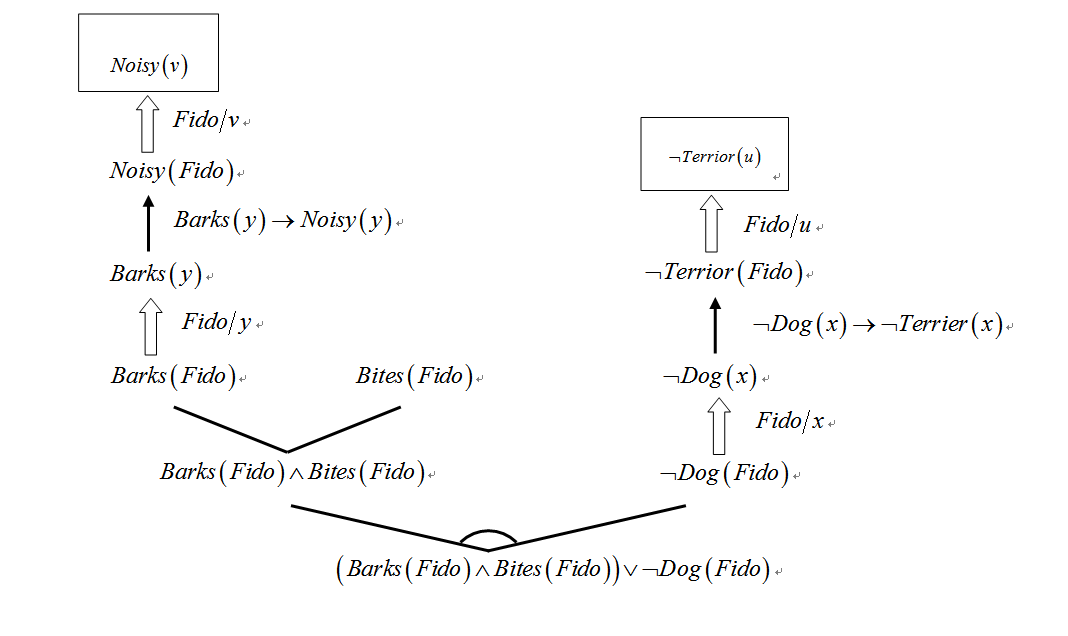 Noisy(v)
Fido/v↵
Noisy(Fido)↵
Barks(y)→Noisy(y)↵
Barks(y)↵
Fido/y↵
Barks(Fido)↵
Bites(Fido)↵
Barks(Fido)∧Bites(Fido)↵
¬Terrior(u)
↵
Fido/u↵
¬Terrior(Fido)↵
¬Dog(x)→¬Terrier(x)↵
¬Dog(x)↵
Fido/x↵
¬Dog(Fido)↵
(Barks(Fido)∧Bites(Fido))∨¬Dog(Fido)↵